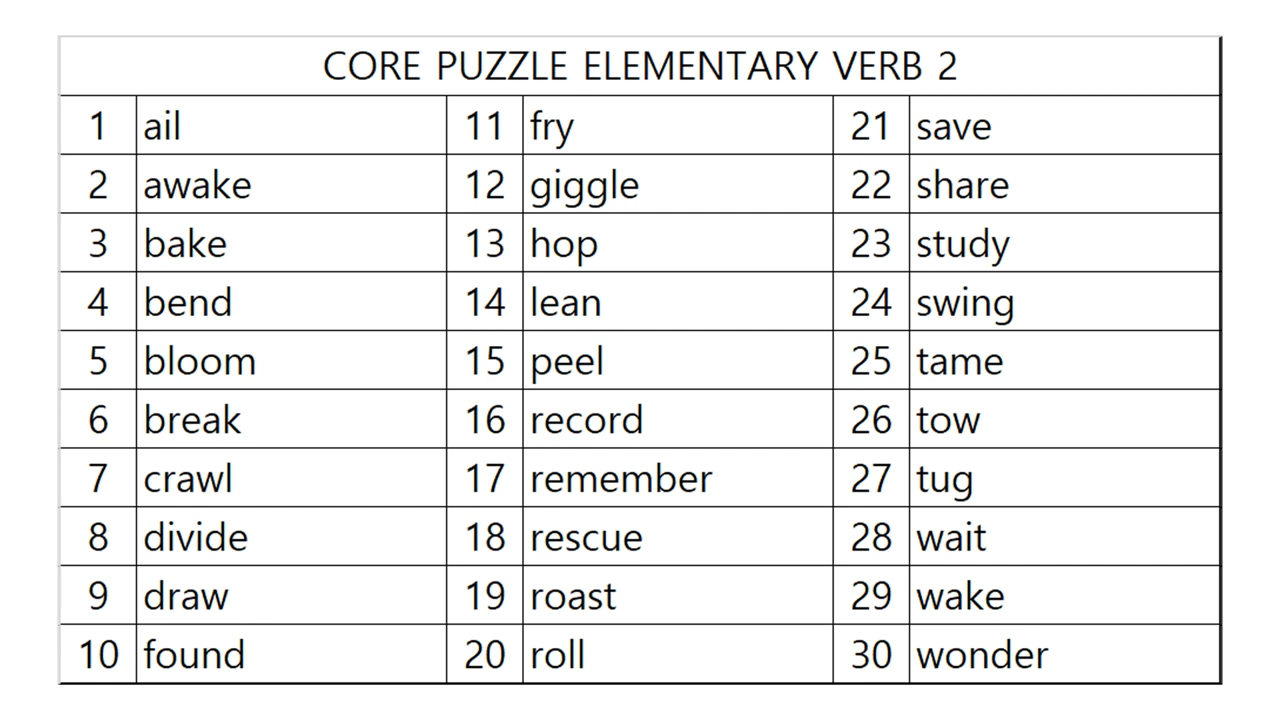 CORE PUZZLE ELEMENTARY VERB 2
1 ail 11 fry 21 save
2 awake 12 giggle 22 share
3 bake 13 hop 23 study
4 bend 14 lean 24 swing
5 bloom 15 peel 25 tame
6 break 16 record 26 tow
7 crawl 17 remember 27 tug
8 divide 18 rescue 28 wait
9 draw 19 roast 29 wake
10 found 20 roll 30 wonder